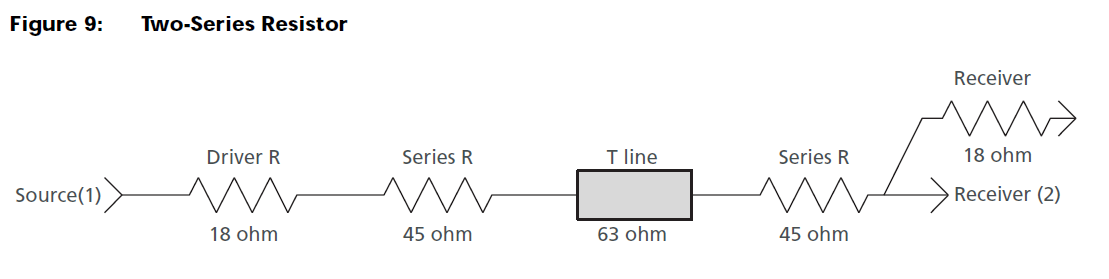 Figure 9: Two-Series Resistor
Receiver
Driver R Series R T line Series R
18 ohm
Source(1) Receiver (2)
18 ohm 45 ohm 63 ohm 45 ohm